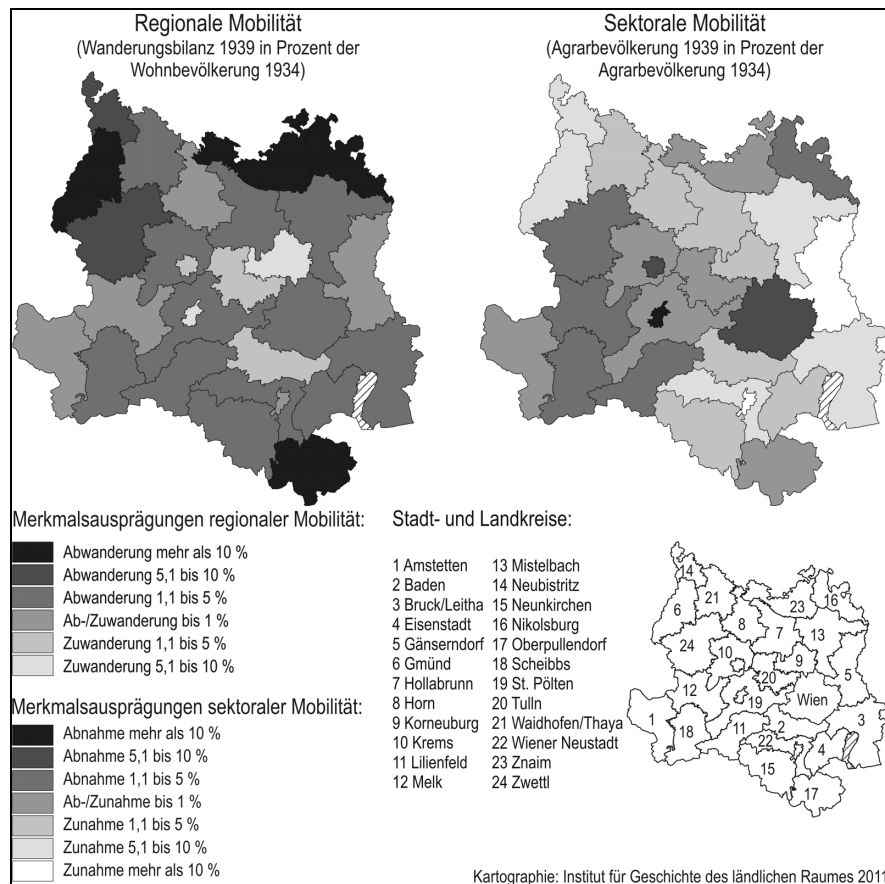 Regionale Mobilität
(Wanderungsbilanz 1939 in Prozent der
Wohnbevölkerung 1934)
Sektorale Mobilität
(Agrarbevölkerung 1939 in Prozent der
Agrarbevölkerung 1934)
Merkmalsausprägungen regionaler Mobilität:
Abwanderung mehr als 10 %
Abwanderung 5,1 bis 10 %
Abwanderung 1,1 bis 5 %
Ab-/Zuwanderung bis 1 %
Zuwanderung 1,1 bis 5 %
Zuwanderung 5,1 bis 10 %
Merkmalsausprägungen sektoraler Mobilität:
Abnahme mehr als 10 %
Abnahme 5,1 bis 10 %
Abnahme 1,1 bis 5 %
Ab-/Zunahme bis 1 %
Zunahme 1,1 bis 5 %
Zunahme 5,1 bis 10 %
Zunahme mehr als 10 %
Stadt- und Landkreise:
1 Amstetten
2 Baden
3 Bruck/Leitha
4 Eisenstadt
5 Gänserndorf
6 Gmünd
7 Hollabrunn
8 Horn
9 Korneuburg
10 Krems
11 Lilienfeld
12 Melk
13 Mistelbach
14 Neubistritz
15 Neunkirchen
16 Nikolsburg
17 Oberpullendorf
18 Scheibbs
19 St. Pölten
20 Tulln
21 Waidhofen/Thaya
22 Wiener Neustadt
23 Znaim
24 Zwettl
14
21
6
8
23
16
7
13
24
10
9
20
5
12
19
Wien
1
18
11
2
3
22
4
15
17
Kartographie: Institut für Geschichte des ländlichen Raumes 2011